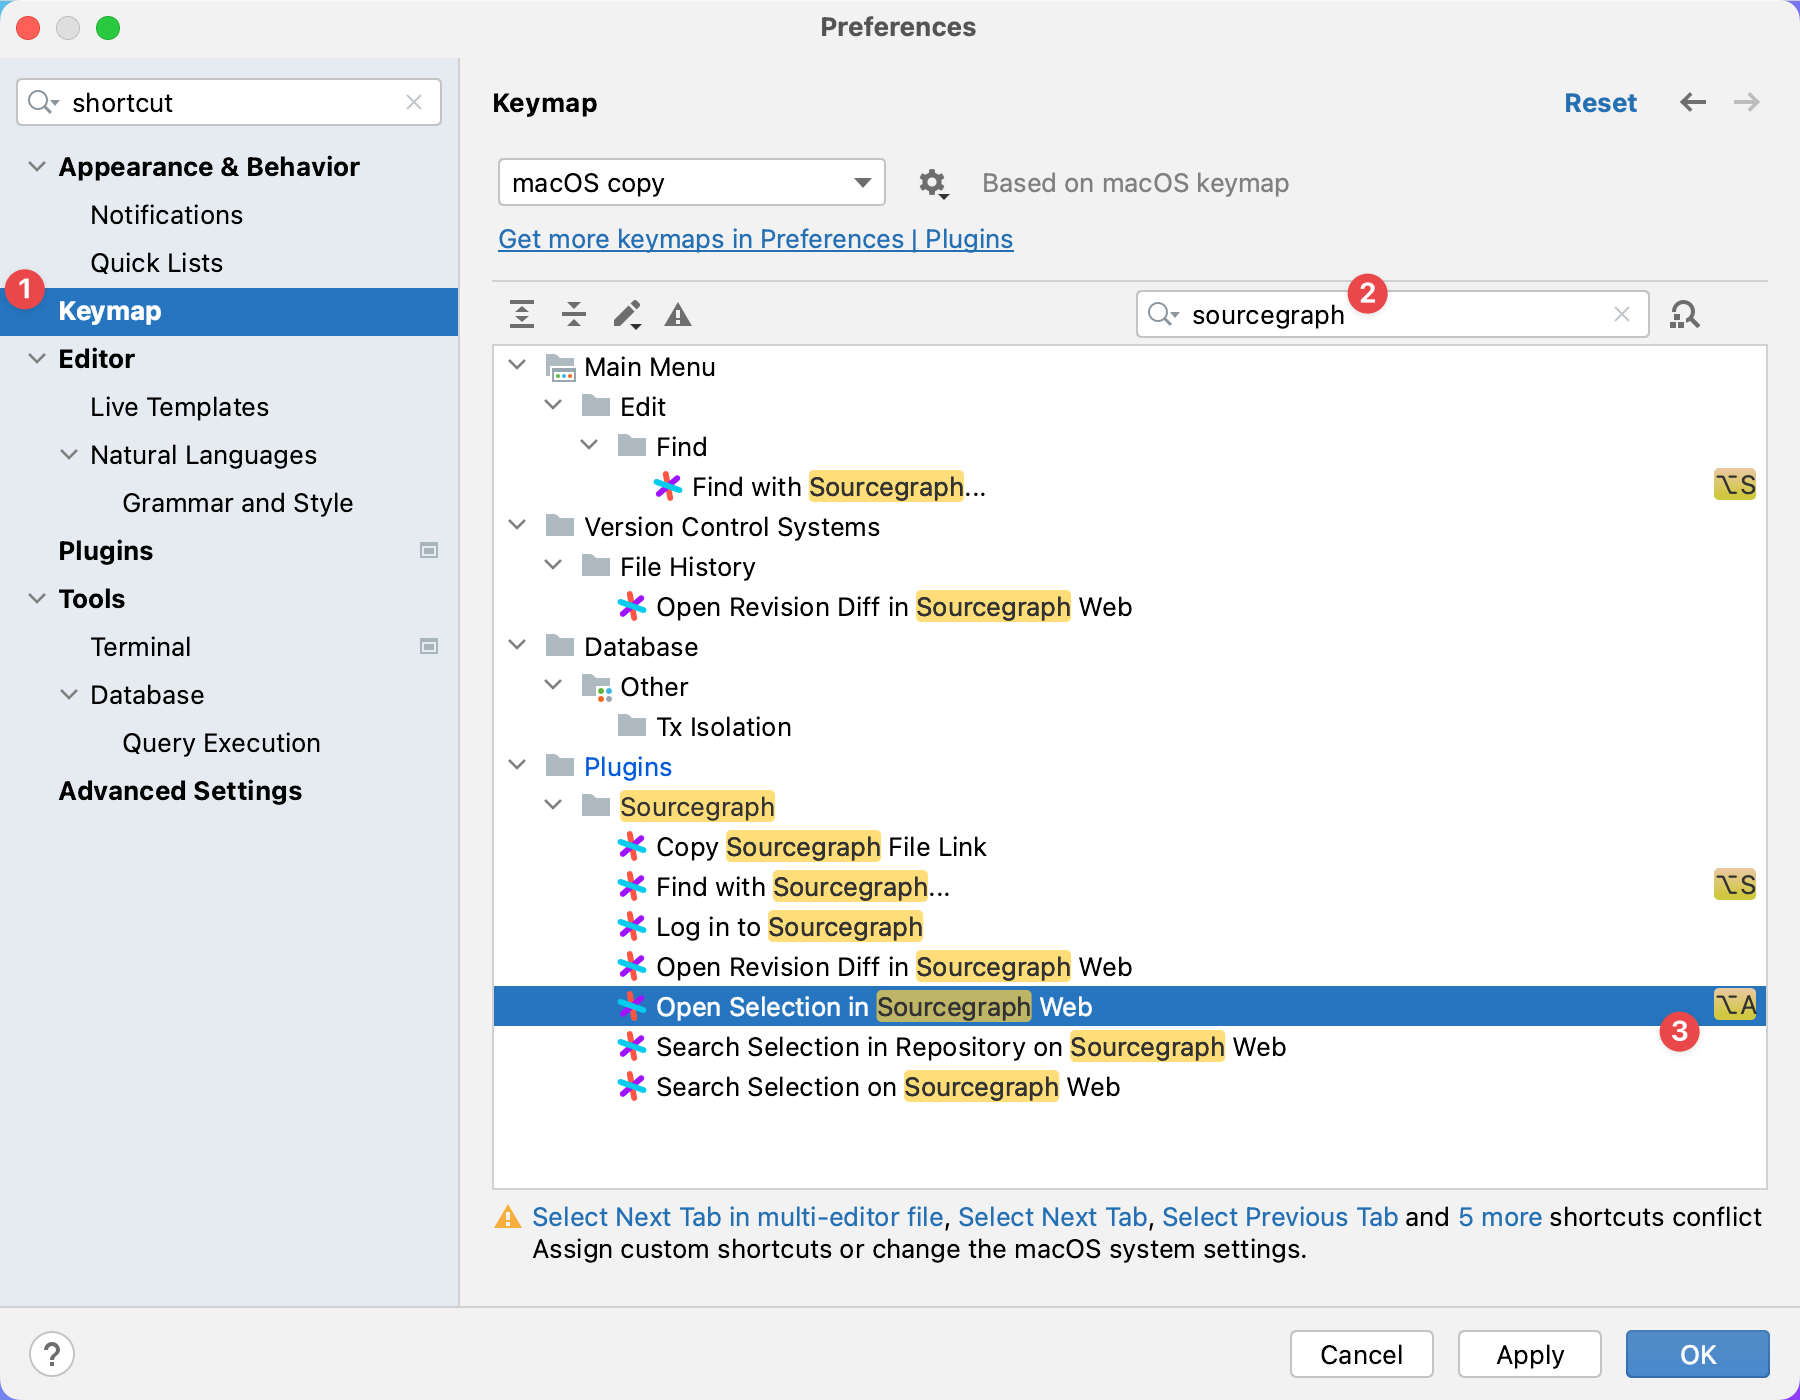 Preferences
shortcut
Appearance & Behavior
Notifications
Quick Lists
1
Keymap
Editor
Live Templates
Natural Languages
Grammar and Style
Plugins
Tools
Terminal
Database
Query Execution
Advanced Settings
Keymap
Reset
macOS copy
Based on macOS keymap
Get more keymaps in Preferences | Plugins
2
sourcegraph
Main Menu
Edit
Find
Find with Sourcegraph... ⌥S
Version Control Systems
File History
Open Revision Diff in Sourcegraph Web
Database
Other
Tx Isolation
Plugins
Sourcegraph
Copy Sourcegraph File Link
Find with Sourcegraph... ⌥S
Log in to Sourcegraph
Open Revision Diff in Sourcegraph Web
Open Selection in Sourcegraph Web ⌥A
3
Search Selection in Repository on Sourcegraph Web
Search Selection on Sourcegraph Web
Select Next Tab in multi-editor file, Select Next Tab, Select Previous Tab and 5 more shortcuts conflict
Assign custom shortcuts or change the macOS system settings.
?
Cancel
Apply
OK